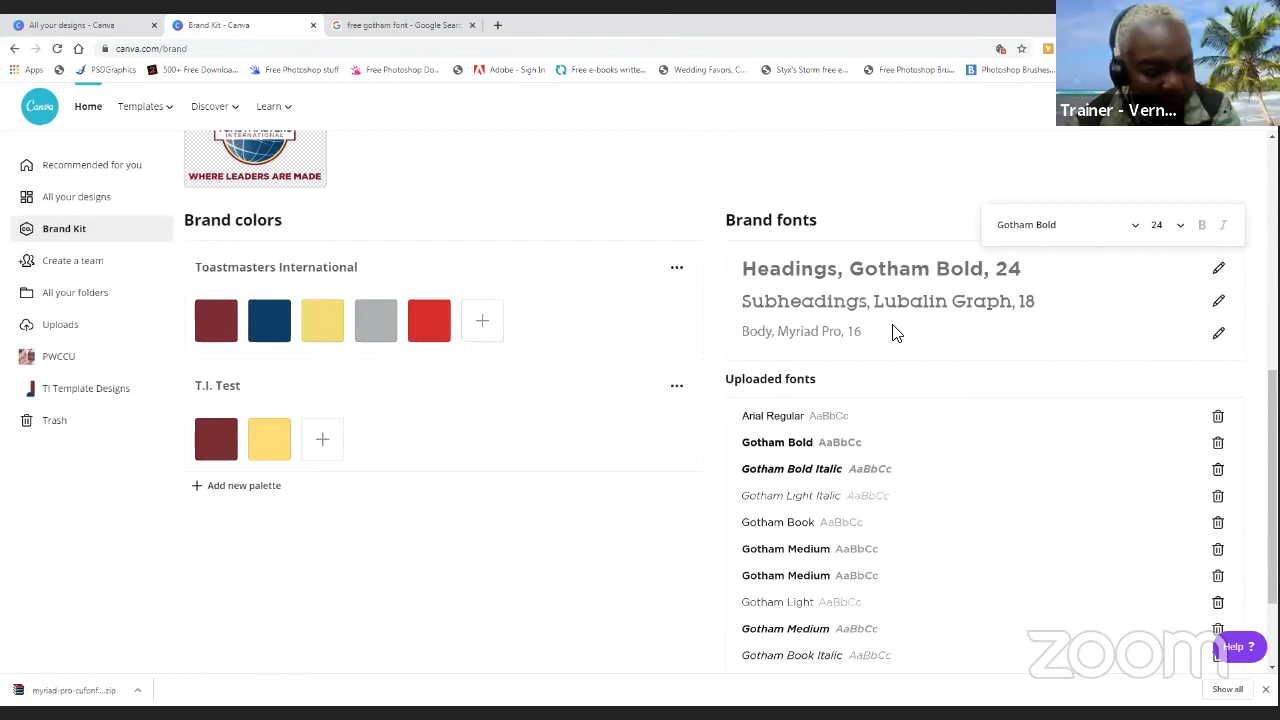 All your designs - Canva
Brand Kit - Canva
free gotham font - Google Sear
canva.com/brand
Apps
PSDGraphics
500+ Free Downloa...
Free Photoshop stuff
Free Photoshop Do...
Adobe - Sign In
Free e-books writte...
Wedding Favors, C...
Styx's Storm free e...
Free Photoshop Bru...
Photoshop Brushes
Trainer - Vern...
Canva
Home
Templates
Discover
Learn
INTERNATIONAL
WHERE LEADERS ARE MADE
Recommended for you
All your designs
Brand Kit
Create a team
All your folders
Uploads
PWCCU
TI Template Designs
Trash
Brand colors
Toastmasters International
T.I. Test
Add new palette
Brand fonts
Gotham Bold 24 B I
Headings, Gotham Bold, 24
Subheadings, Lubalin Graph, 18
Body, Myriad Pro, 16
Uploaded fonts
Arial Regular AaBbCc
Gotham Bold AaBbCc
Gotham Bold Italic AaBbCc
Gotham Light Italic AaBbCc
Gotham Book AaBbCc
Gotham Medium AaBbCc
Gotham Medium AaBbCc
Gotham Light AaBbCc
Gotham Medium AaBbCc
Gotham Book Italic AaBbCc
Help ?
zoom
myriad-pro-cufonf....zip
Show all